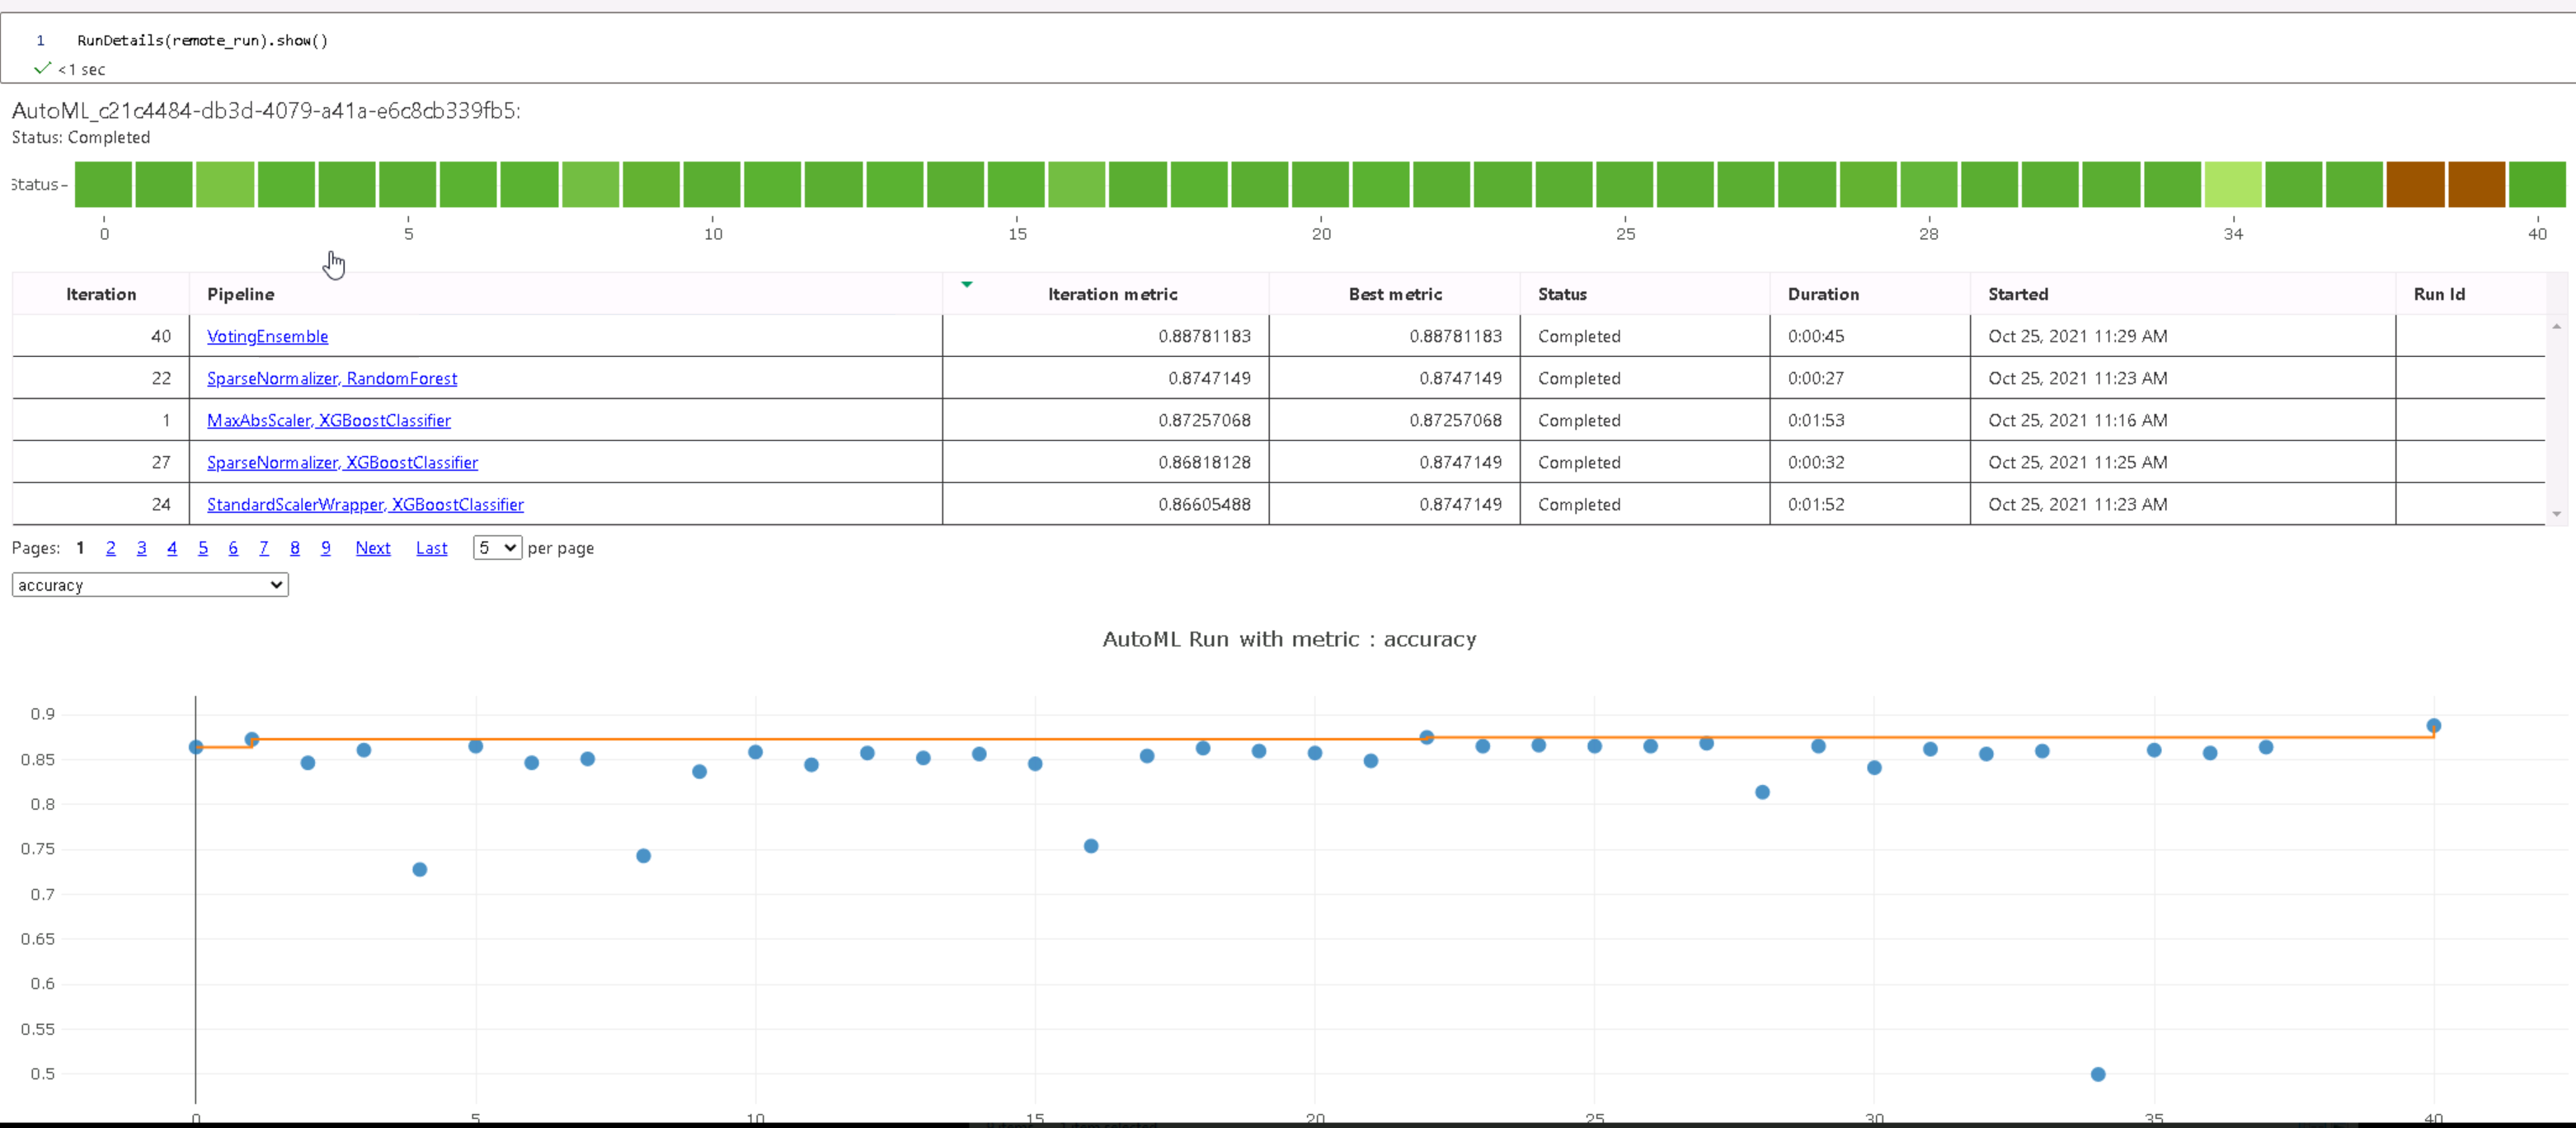 1 RunDetails(remote_run).show()
<1 sec
AutoML_c21c4484-db3d-4079-a41a-e6c8cb339fb5:
Status: Completed
Status-
0 5 10 15 20 25 28 34 40
Iteration Pipeline Iteration metric Best metric Status Duration Started Run Id
40 VotingEnsemble 0.88781183 0.88781183 Completed 0:00:45 Oct 25, 2021 11:29 AM
22 SparseNormalizer, RandomForest 0.8747149 0.8747149 Completed 0:00:27 Oct 25, 2021 11:23 AM
1 MaxAbsScaler, XGBoostClassifier 0.87257068 0.87257068 Completed 0:01:53 Oct 25, 2021 11:16 AM
27 SparseNormalizer, XGBoostClassifier 0.86818128 0.8747149 Completed 0:00:32 Oct 25, 2021 11:25 AM
24 StandardScalerWrapper, XGBoostClassifier 0.86605488 0.8747149 Completed 0:01:52 Oct 25, 2021 11:23 AM
Pages: 1 2 3 4 5 6 7 8 9 Next Last 5 per page
accuracy
AutoML Run with metric : accuracy
0.9
0.85
0.8
0.75
0.7
0.65
0.6
0.55
0.5
0 5 10 15 20 25 30 35 40